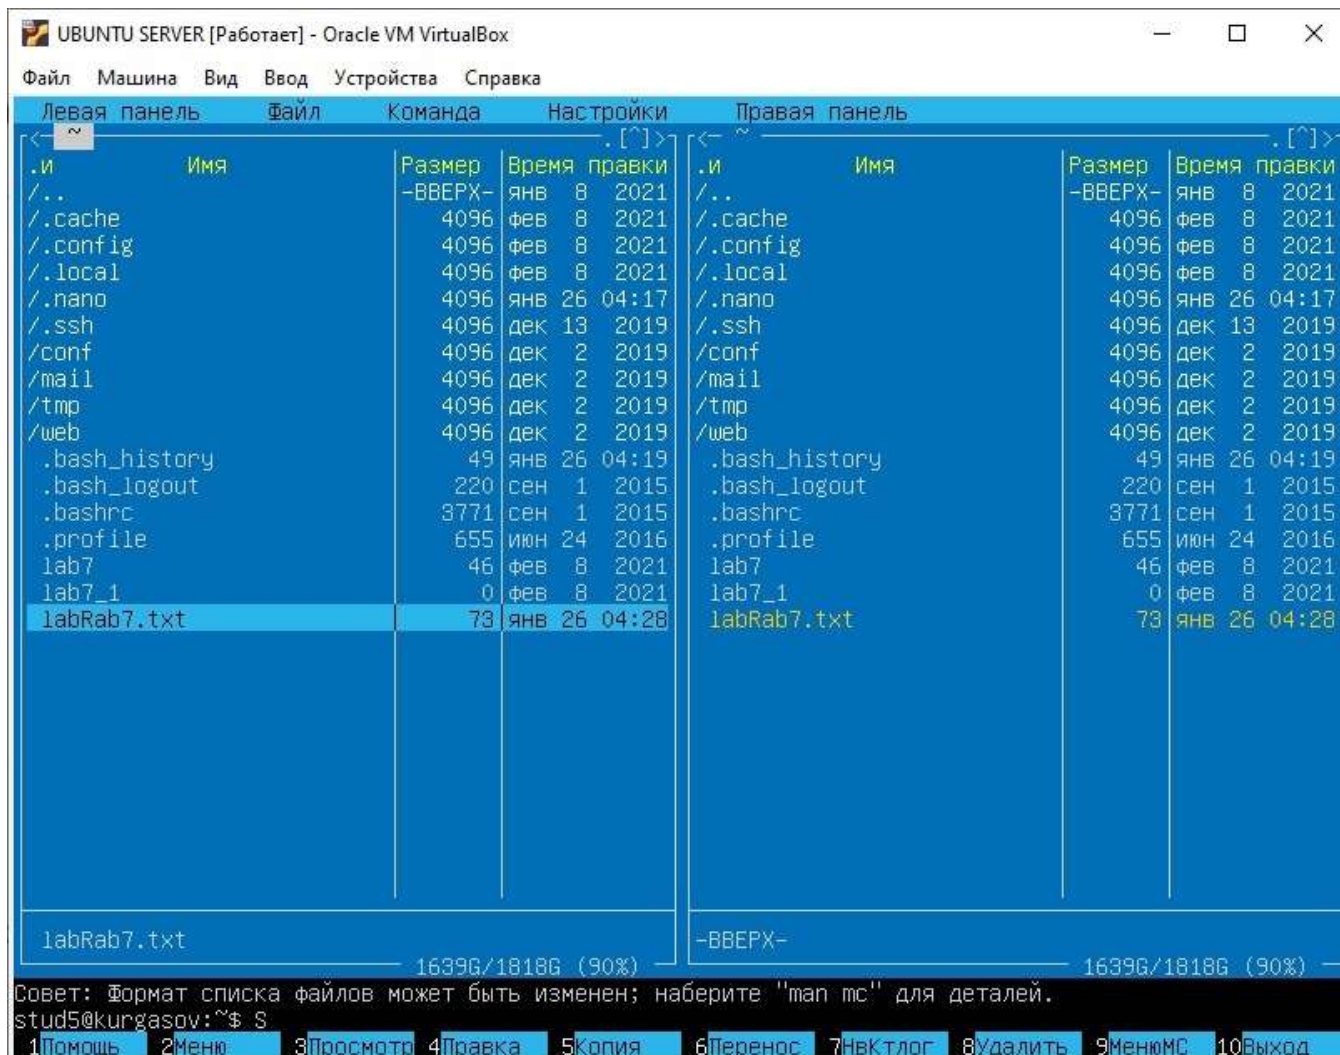 UBUNTU SERVER [Работает] - Oracle VM VirtualBox
Файл Машина Вид Ввод Устройства Справка
Левая панель Файл Команда Настройки Правая панель
<─ ~ .[^]> <─ ~ .[^]>
.и Имя Размер Время правки .и Имя Размер Время правки
/.. -ВВЕРХ- янв 8 2021 /.. -ВВЕРХ- янв 8 2021
/.cache 4096 фев 8 2021 /.cache 4096 фев 8 2021
/.config 4096 фев 8 2021 /.config 4096 фев 8 2021
/.local 4096 фев 8 2021 /.local 4096 фев 8 2021
/.nano 4096 янв 26 04:17 /.nano 4096 янв 26 04:17
/.ssh 4096 дек 13 2019 /.ssh 4096 дек 13 2019
/conf 4096 дек 2 2019 /conf 4096 дек 2 2019
/mail 4096 дек 2 2019 /mail 4096 дек 2 2019
/tmp 4096 дек 2 2019 /tmp 4096 дек 2 2019
/web 4096 дек 2 2019 /web 4096 дек 2 2019
.bash_history 49 янв 26 04:19 .bash_history 49 янв 26 04:19
.bash_logout 220 сен 1 2015 .bash_logout 220 сен 1 2015
.bashrc 3771 сен 1 2015 .bashrc 3771 сен 1 2015
.profile 655 июн 24 2016 .profile 655 июн 24 2016
lab7 46 фев 8 2021 lab7 46 фев 8 2021
lab7_1 0 фев 8 2021 lab7_1 0 фев 8 2021
labRab7.txt 73 янв 26 04:28 labRab7.txt 73 янв 26 04:28
labRab7.txt -ВВЕРХ-
1639G/1818G (90%) 1639G/1818G (90%)
Совет: Формат списка файлов может быть изменен; наберите "man mc" для деталей.
stud5@kurgasov:~$ S
1Помощь 2Меню 3Просмотр 4Правка 5Копия 6Перенос 7НвКтлог 8Удалить 9МенюMC 10Выход